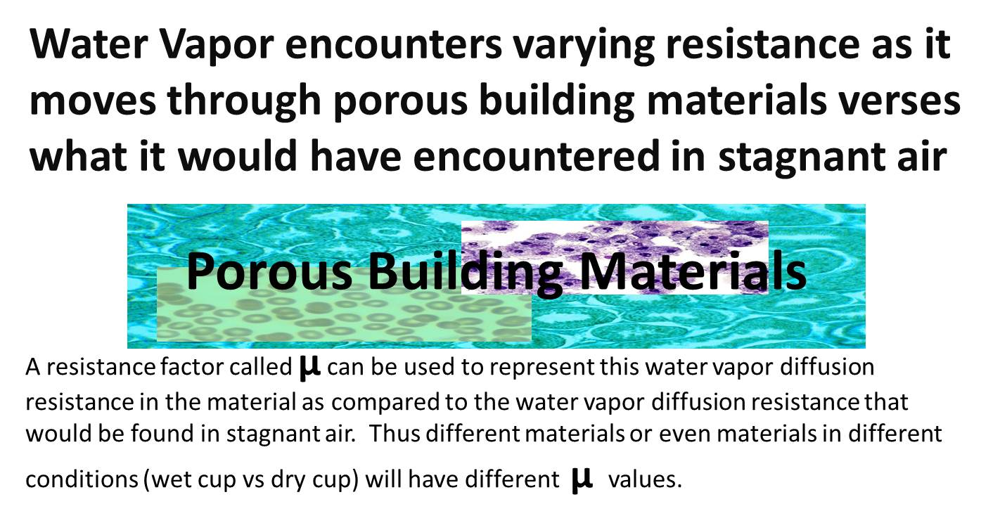 Water Vapor encounters varying resistance as it
moves through porous building materials verses
what it would have encountered in stagnant air
Porous Building Materials
A resistance factor called μ can be used to represent this water vapor diffusion
resistance in the material as compared to the water vapor diffusion resistance that
would be found in stagnant air. Thus different materials or even materials in different
conditions (wet cup vs dry cup) will have different μ values.